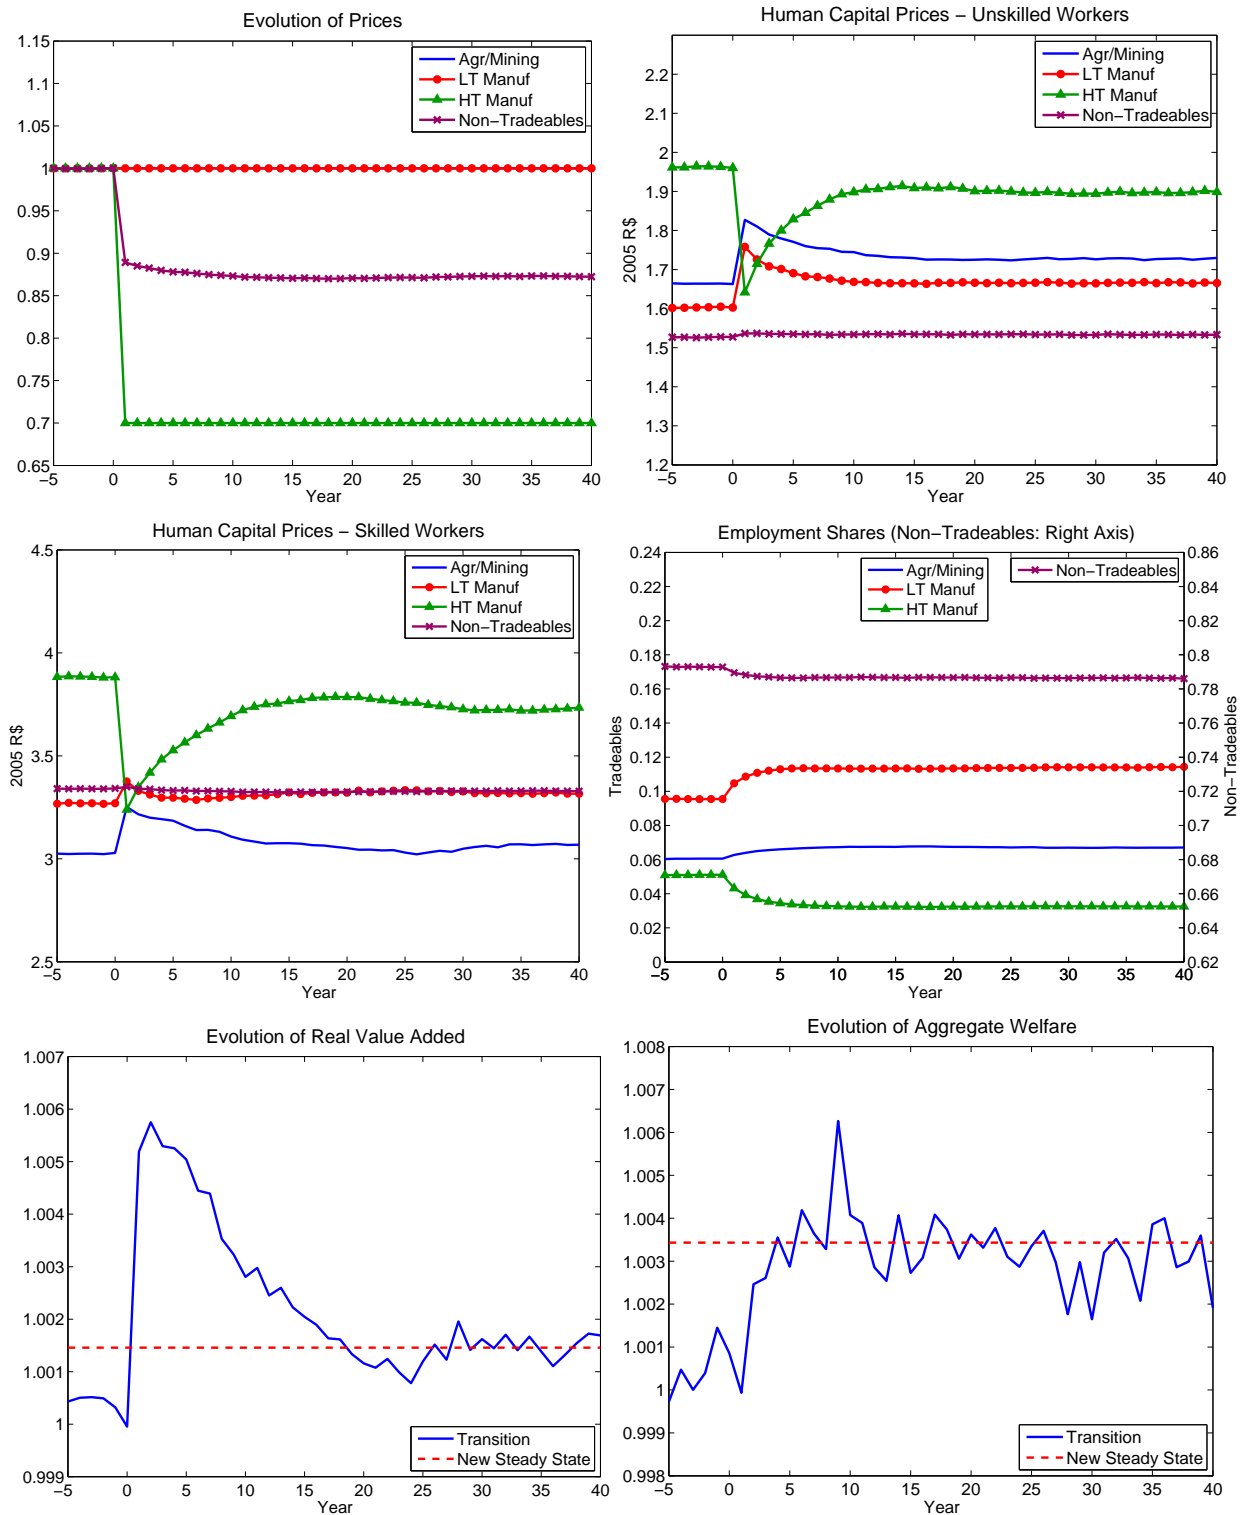 Evolution of Prices
1.15
1.1
1.05
1
0.95
0.9
0.85
0.8
0.75
0.7
0.65
Agr/Mining
LT Manuf
HT Manuf
Non−Tradeables
−5 0 5 10 15 20 25 30 35 40
Year
Human Capital Prices − Unskilled Workers
2005 R$
2.2
2.1
2
1.9
1.8
1.7
1.6
1.5
1.4
1.3
1.2
Agr/Mining
LT Manuf
HT Manuf
Non−Tradeables
−5 0 5 10 15 20 25 30 35 40
Year
Human Capital Prices − Skilled Workers
2005 R$
4.5
4
3.5
3
2.5
Agr/Mining
LT Manuf
HT Manuf
Non−Tradeables
−5 0 5 10 15 20 25 30 35 40
Year
Employment Shares (Non−Tradeables: Right Axis)
Tradeables
0.24
0.22
0.2
0.18
0.16
0.14
0.12
0.1
0.08
0.06
0.04
0.02
0
Agr/Mining
LT Manuf
HT Manuf
Non−Tradeables
0.86
0.84
0.82
0.8
0.78
0.76
0.74
0.72
0.7
0.68
0.66
0.64
0.62
Non−Tradeables
−5 0 5 10 15 20 25 30 35 40
Year
Evolution of Real Value Added
1.007
1.006
1.005
1.004
1.003
1.002
1.001
1
0.999
Transition
New Steady State
−5 0 5 10 15 20 25 30 35 40
Year
Evolution of Aggregate Welfare
1.008
1.007
1.006
1.005
1.004
1.003
1.002
1.001
1
0.999
0.998
Transition
New Steady State
−5 0 5 10 15 20 25 30 35 40
Year